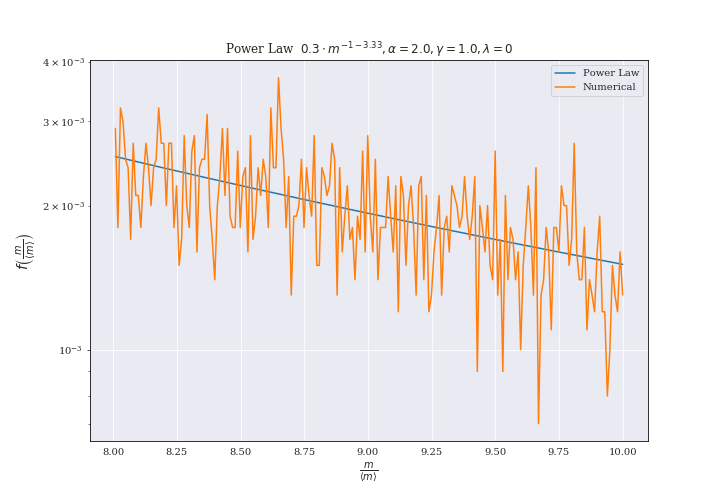 Power Law 0.3 · m^{-1-3.33}, α = 2.0, γ = 1.0, λ = 0
4 × 10^{-3}
3 × 10^{-3}
2 × 10^{-3}
10^{-3}
f(m/⟨m⟩)
Power Law
Numerical
8.00 8.25 8.50 8.75 9.00 9.25 9.50 9.75 10.00
m/⟨m⟩